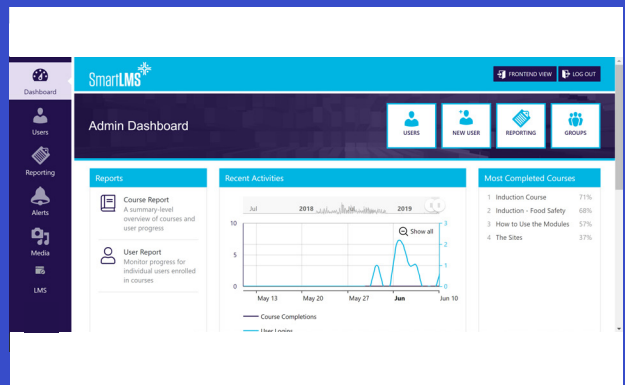 Dashboard
Users
Reporting
Alerts
Media
LMS
SmartLMS
FRONTEND VIEW
LOG OUT
Admin Dashboard
USERS
NEW USER
REPORTING
GROUPS
Reports
Course Report
A summary-level
overview of courses and
user progress
User Report
Monitor progress for
individual users enrolled
in courses
Recent Activities
Jul 2018 2019
Show all
10
5
0
3
2
1
0
May 13 May 20 May 27 Jun Jun 10
Course Completions
User Logins
Most Completed Courses
1 Induction Course 71%
2 Induction - Food Safety 68%
3 How to Use the Modules 57%
4 The Sites 37%